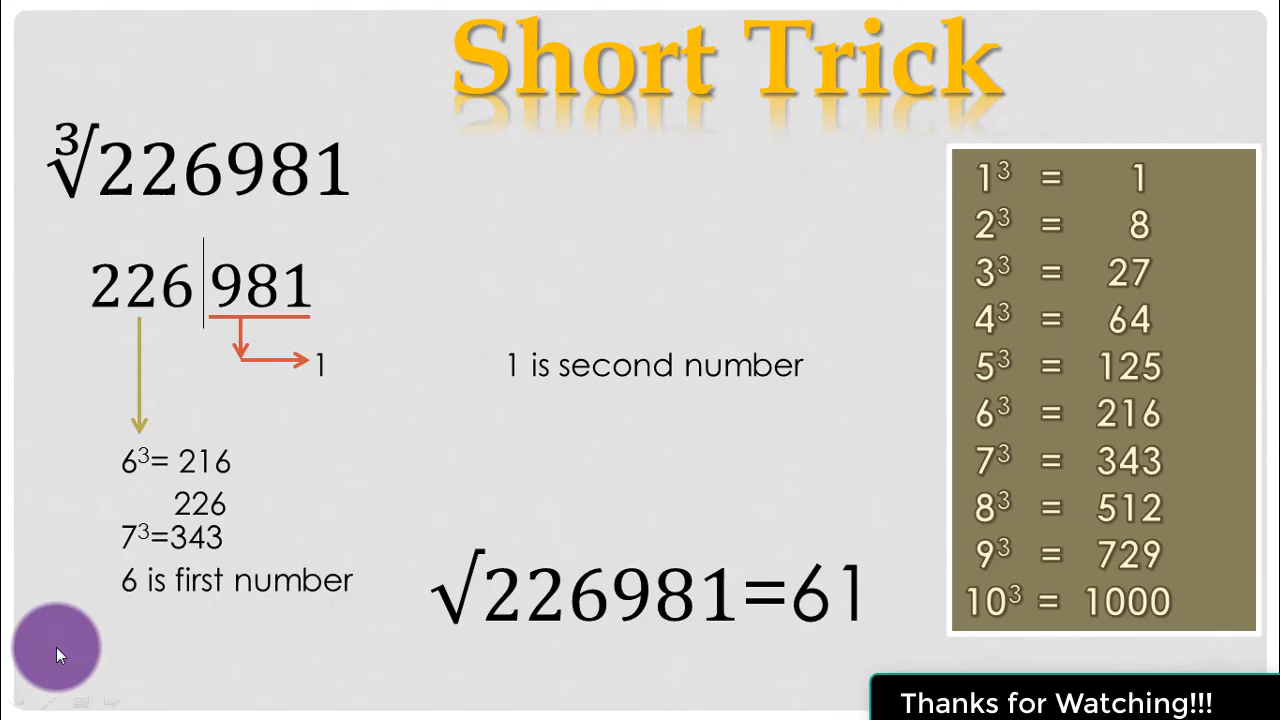 Short Trick
∛226981
226|981
1
1 is second number
6³= 216
226
7³=343
6 is first number
√226981=61
1³ = 1
2³ = 8
3³ = 27
4³ = 64
5³ = 125
6³ = 216
7³ = 343
8³ = 512
9³ = 729
10³ = 1000
Thanks for Watching!!!